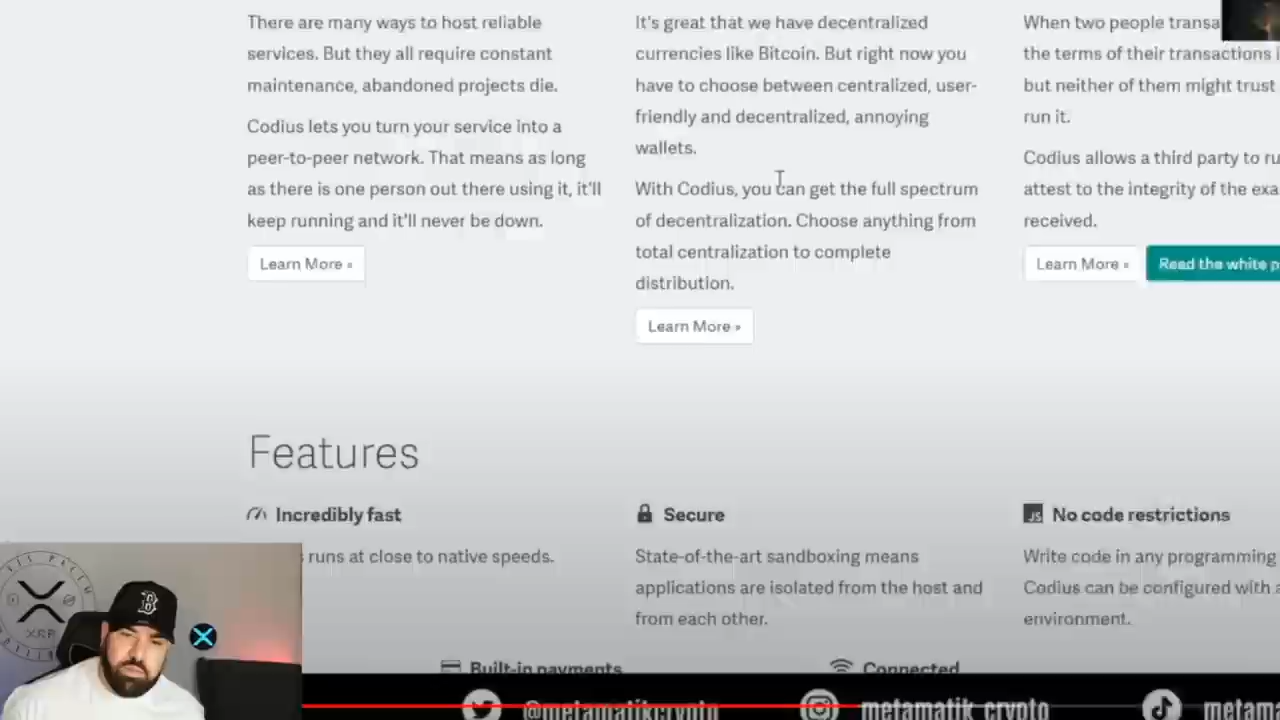 There are many ways to host reliable
services. But they all require constant
maintenance, abandoned projects die.
Codius lets you turn your service into a
peer-to-peer network. That means as long
as there is one person out there using it, it'll
keep running and it'll never be down.
Learn More »
It's great that we have decentralized
currencies like Bitcoin. But right now you
have to choose between centralized, user-
friendly and decentralized, annoying
wallets.
With Codius, you can get the full spectrum
of decentralization. Choose anything from
total centralization to complete
distribution.
Learn More »
When two people transa
the terms of their transactions i
but neither of them might trust
run it.
Codius allows a third party to ru
attest to the integrity of the exa
received.
Learn More »
Read the white p
Features
Incredibly fast
runs at close to native speeds.
Secure
State-of-the-art sandboxing means
applications are isolated from the host and
from each other.
JS No code restrictions
Write code in any programming
Codius can be configured with a
environment.
Built-in payments
Connected
XRP
B
@metamatikcrypto
metamatik_crypto
metama